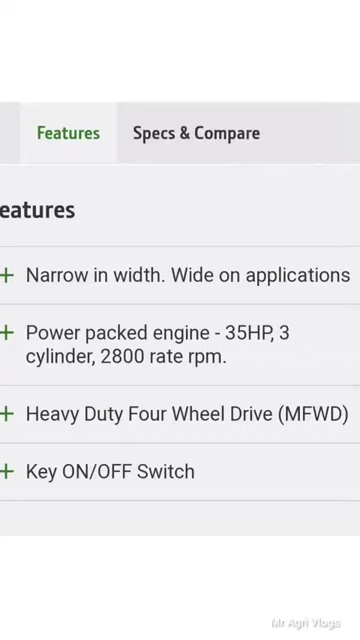 Features Specs & Compare
eatures
Narrow in width. Wide on applications
Power packed engine - 35HP, 3
cylinder, 2800 rate rpm.
Heavy Duty Four Wheel Drive (MFWD)
Key ON/OFF Switch
Mr Agri Vlogs